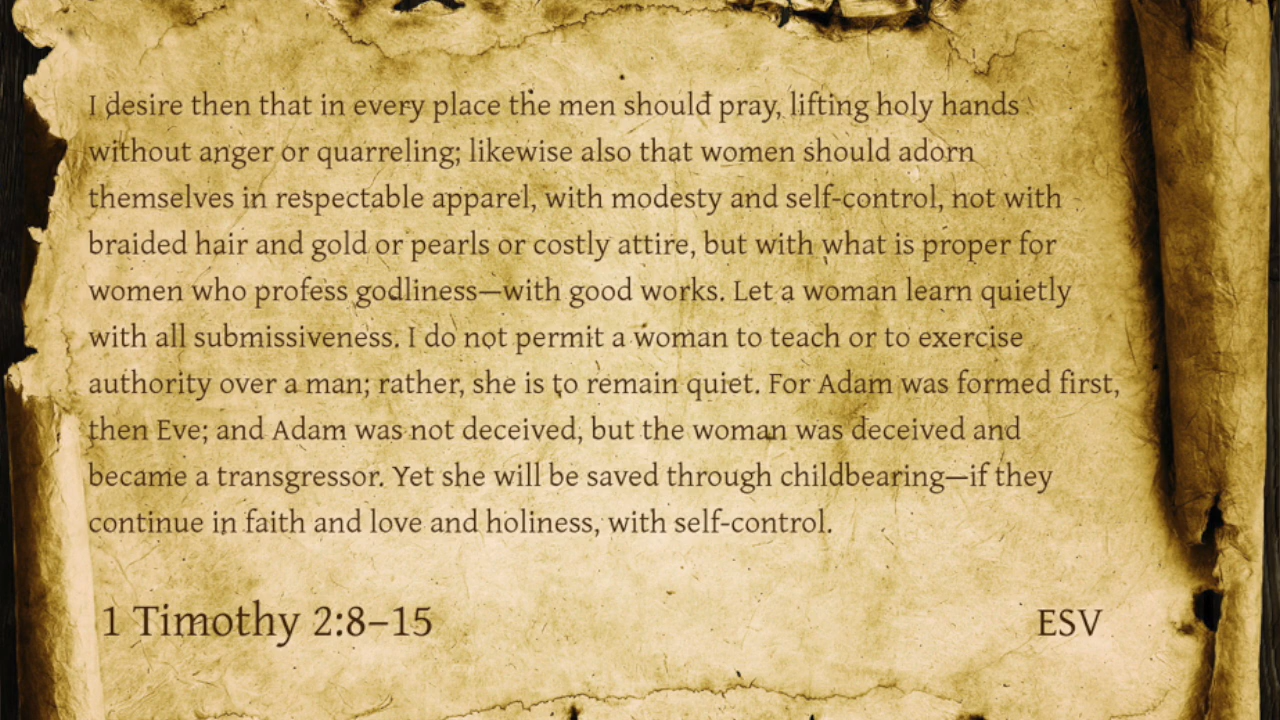 I desire then that in every place the men should pray, lifting holy hands
without anger or quarreling; likewise also that women should adorn
themselves in respectable apparel, with modesty and self-control, not with
braided hair and gold or pearls or costly attire, but with what is proper for
women who profess godliness—with good works. Let a woman learn quietly
with all submissiveness. I do not permit a woman to teach or to exercise
authority over a man; rather, she is to remain quiet. For Adam was formed first,
then Eve; and Adam was not deceived, but the woman was deceived and
became a transgressor. Yet she will be saved through childbearing—if they
continue in faith and love and holiness, with self-control.
1 Timothy 2:8–15 ESV